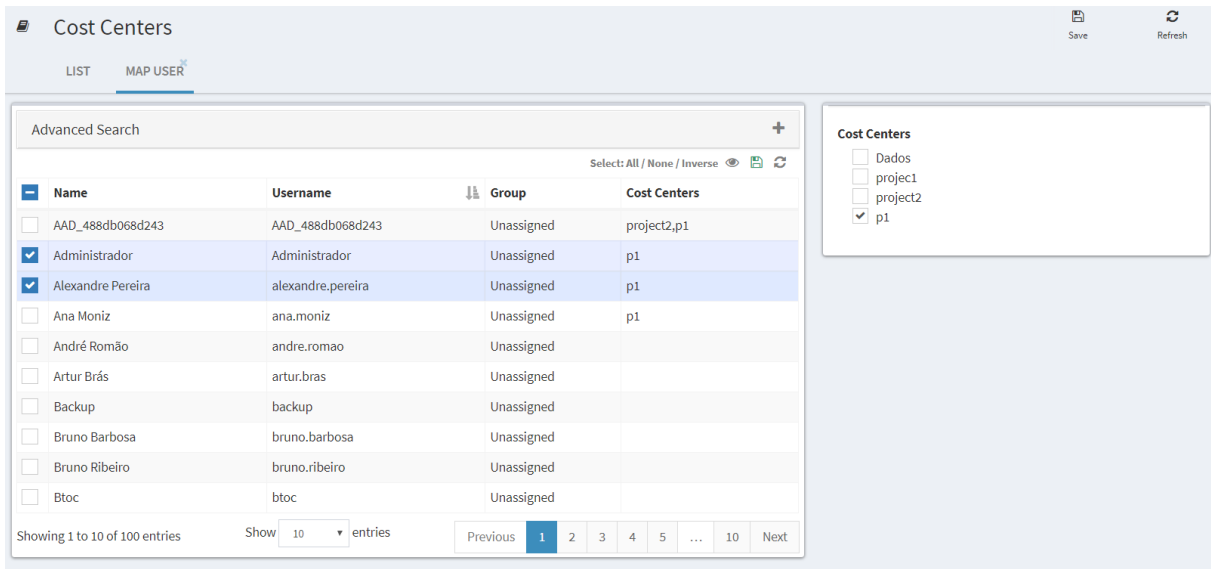 Cost Centers
Save
Refresh
LIST
MAP USER
Advanced Search
Select: All / None / Inverse
Name Username Group Cost Centers
AAD_488db068d243 AAD_488db068d243 Unassigned project2,p1
Administrador Administrador Unassigned p1
Alexandre Pereira alexandre.pereira Unassigned p1
Ana Moniz ana.moniz Unassigned p1
André Romão andre.romao Unassigned
Artur Brás artur.bras Unassigned
Backup backup Unassigned
Bruno Barbosa bruno.barbosa Unassigned
Bruno Ribeiro bruno.ribeiro Unassigned
Btoc btoc Unassigned
Showing 1 to 10 of 100 entries Show 10 entries Previous 1 2 3 4 5 ... 10 Next
Cost Centers
Dados
projec1
project2
p1